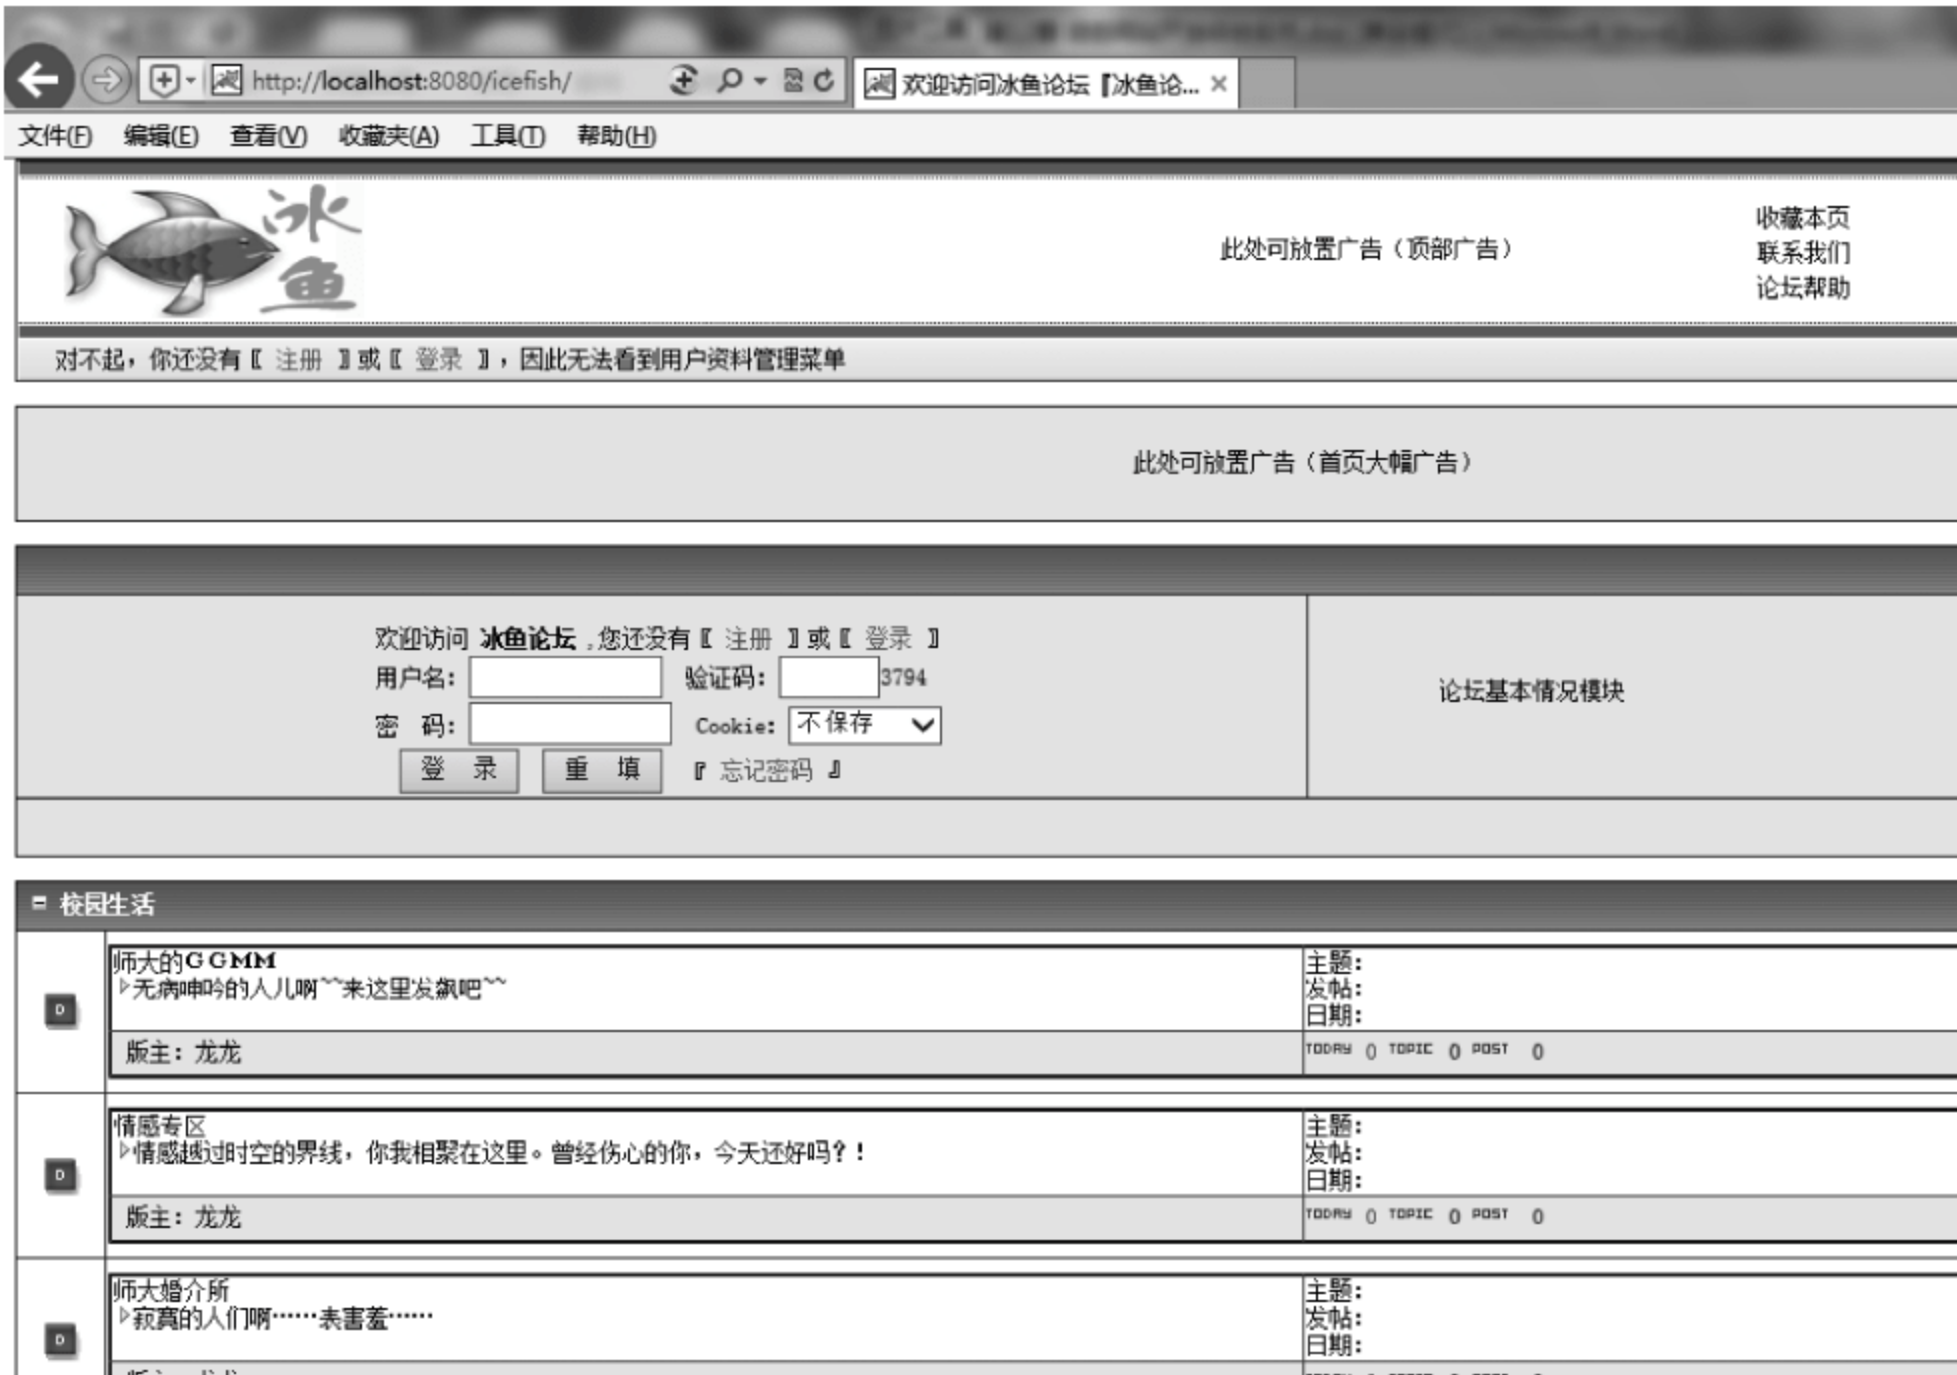 http://localhost:8080/icefish/
欢迎访问冰鱼论坛『冰鱼论... ×
文件(F) 编辑(E) 查看(V) 收藏夹(A) 工具(T) 帮助(H)
冰鱼
此处可放置广告（顶部广告）
收藏本页
联系我们
论坛帮助
对不起，你还没有〖 注册 〗或〖 登录 〗，因此无法看到用户资料管理菜单
此处可放置广告（首页大幅广告）
欢迎访问 冰鱼论坛 ,您还没有〖 注册 〗或〖 登录 〗
用户名： 验证码： 3794
密 码： Cookie： 不保存
登 录 重 填 『 忘记密码 』
论坛基本情况模块
校园生活
师大的GGMM
无病呻吟的人儿啊~~来这里发飙吧~~
主题：
发帖：
日期：
版主：龙龙
TODAY 0 TOPIC 0 POST 0
情感专区
情感越过时空的界线，你我相聚在这里。曾经伤心的你，今天还好吗？！
主题：
发帖：
日期：
版主：龙龙
TODAY 0 TOPIC 0 POST 0
师大婚介所
寂寞的人们啊……表害羞……
主题：
发帖：
日期：